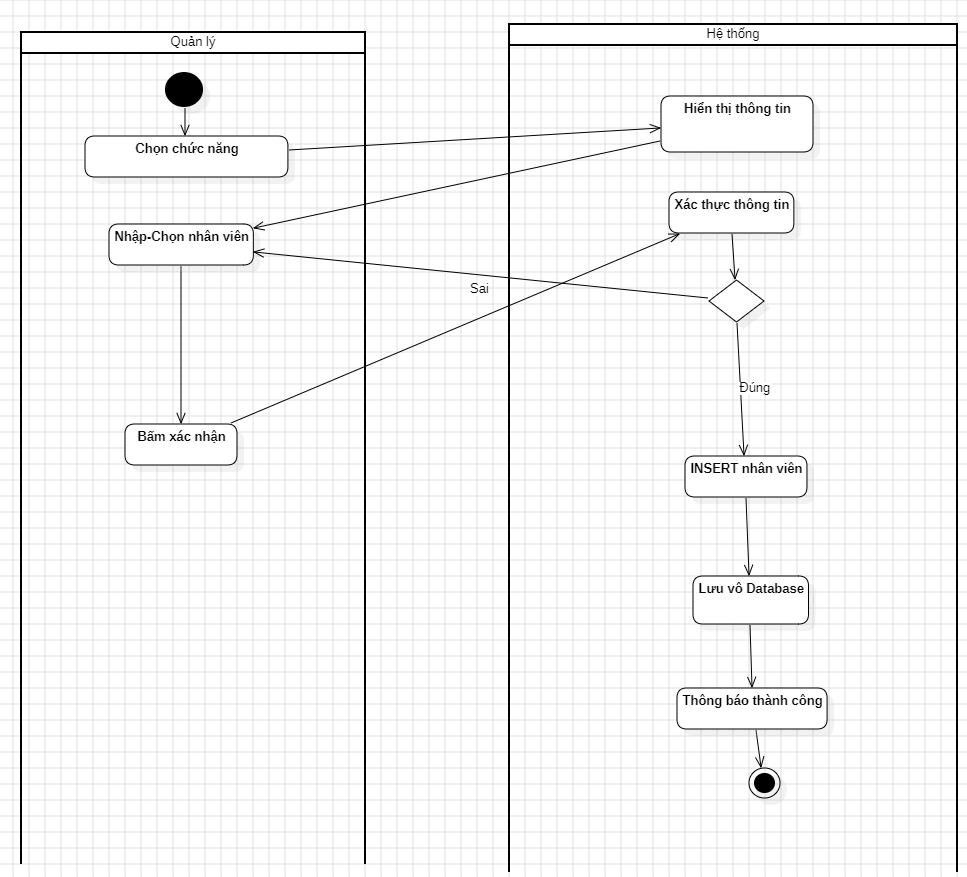 Quản lý
Hệ thống
Hiển thị thông tin
Chọn chức năng
Xác thực thông tin
Nhập-Chọn nhân viên
Sai
Đúng
Bấm xác nhận
INSERT nhân viên
Lưu vô Database
Thông báo thành công